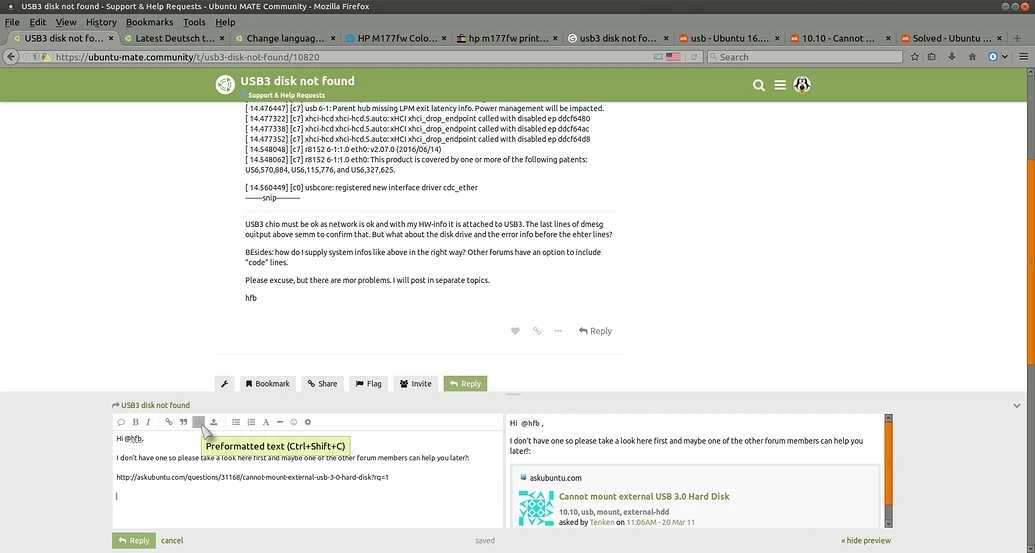 USB3 disk not found - Support & Help Requests - Ubuntu MATE Community - Mozilla Firefox
File Edit View History Bookmarks Tools Help
USB3 disk not fo... Latest Deutsch t... Change languag... HP M177fw Colo... hp m177fw print... usb3 disk not fo... usb - Ubuntu 16.... 10.10 - Cannot ... Solved - Ubuntu ...
https://ubuntu-mate.community/t/usb3-disk-not-found/10820 Search
USB3 disk not found
Support & Help Requests
[ 14.476447] [c7] usb 6-1: Parent hub missing LPM exit latency info. Power management will be impacted.
[ 14.477322] [c7] xhci-hcd xhci-hcd.5.auto: xHCI xhci_drop_endpoint called with disabled ep ddcf6480
[ 14.477338] [c7] xhci-hcd xhci-hcd.5.auto: xHCI xhci_drop_endpoint called with disabled ep ddcf64ac
[ 14.477352] [c7] xhci-hcd xhci-hcd.5.auto: xHCI xhci_drop_endpoint called with disabled ep ddcf64d8
[ 14.548048] [c7] r8152 6-1:1.0 eth0: v2.07.0 (2016/06/14)
[ 14.548062] [c7] r8152 6-1:1.0 eth0: This product is covered by one or more of the following patents:
US6,570,884, US6,115,776, and US6,327,625.
[ 14.560449] [c0] usbcore: registered new interface driver cdc_ether
--------snip-----------
USB3 chio must be ok as network is ok and with my HW-info it is attached to USB3. The last lines of dmesg
ouitput above semm to confirm that. But what about the disk drive and the error info before the ehter lines?
BEsides: how do I supply system infos like above in the right way? Other forums have an option to include
"code" lines.
Please excuse, but there are mor problems. I will post in separate topics.
hfb
Reply
Bookmark Share Flag Invite Reply
USB3 disk not found
B I A
Preformatted text (Ctrl+Shift+C)
Hi @hfb,
I don't have one so please take a look here first and maybe one of the other forum members can help you later?:
http://askubuntu.com/questions/31168/cannot-mount-external-usb-3-0-hard-disk?rq=1
Hi @hfb ,
I don't have one so please take a look here first and maybe one of the other forum members can help you
later?:
askubuntu.com
Cannot mount external USB 3.0 Hard Disk
10.10, usb, mount, external-hdd
asked by Tenken on 11:06AM - 20 Mar 11
Reply cancel saved « hide preview